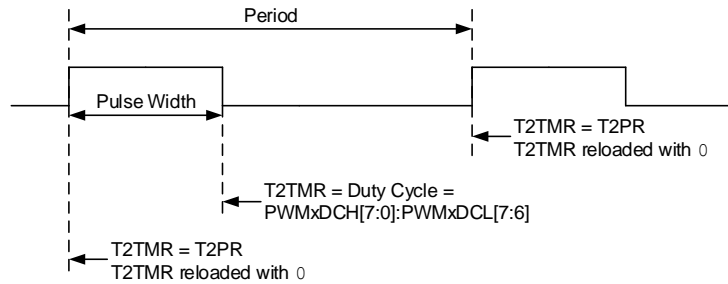 Period
Pulse Width
T2TMR = T2PR
T2TMR reloaded with 0
T2TMR = Duty Cycle =
PWMxDCH[7:0]:PWMxDCL[7:6]
T2TMR = T2PR
T2TMR reloaded with 0